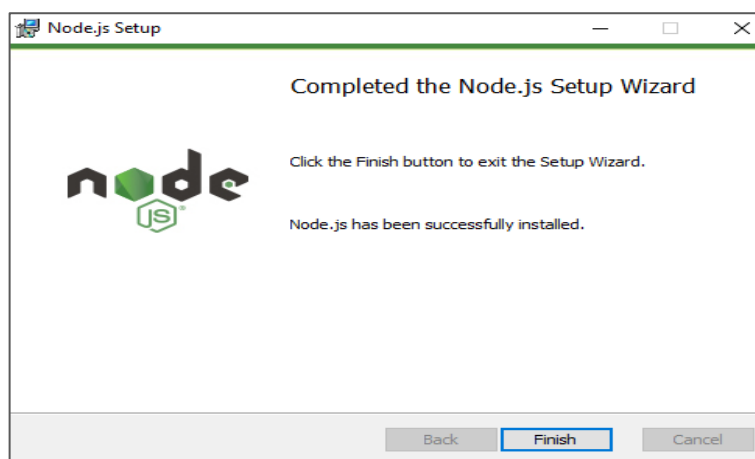 Node.js Setup
Completed the Node.js Setup Wizard
Click the Finish button to exit the Setup Wizard.
node
JS
Node.js has been successfully installed.
Back
Finish
Cancel